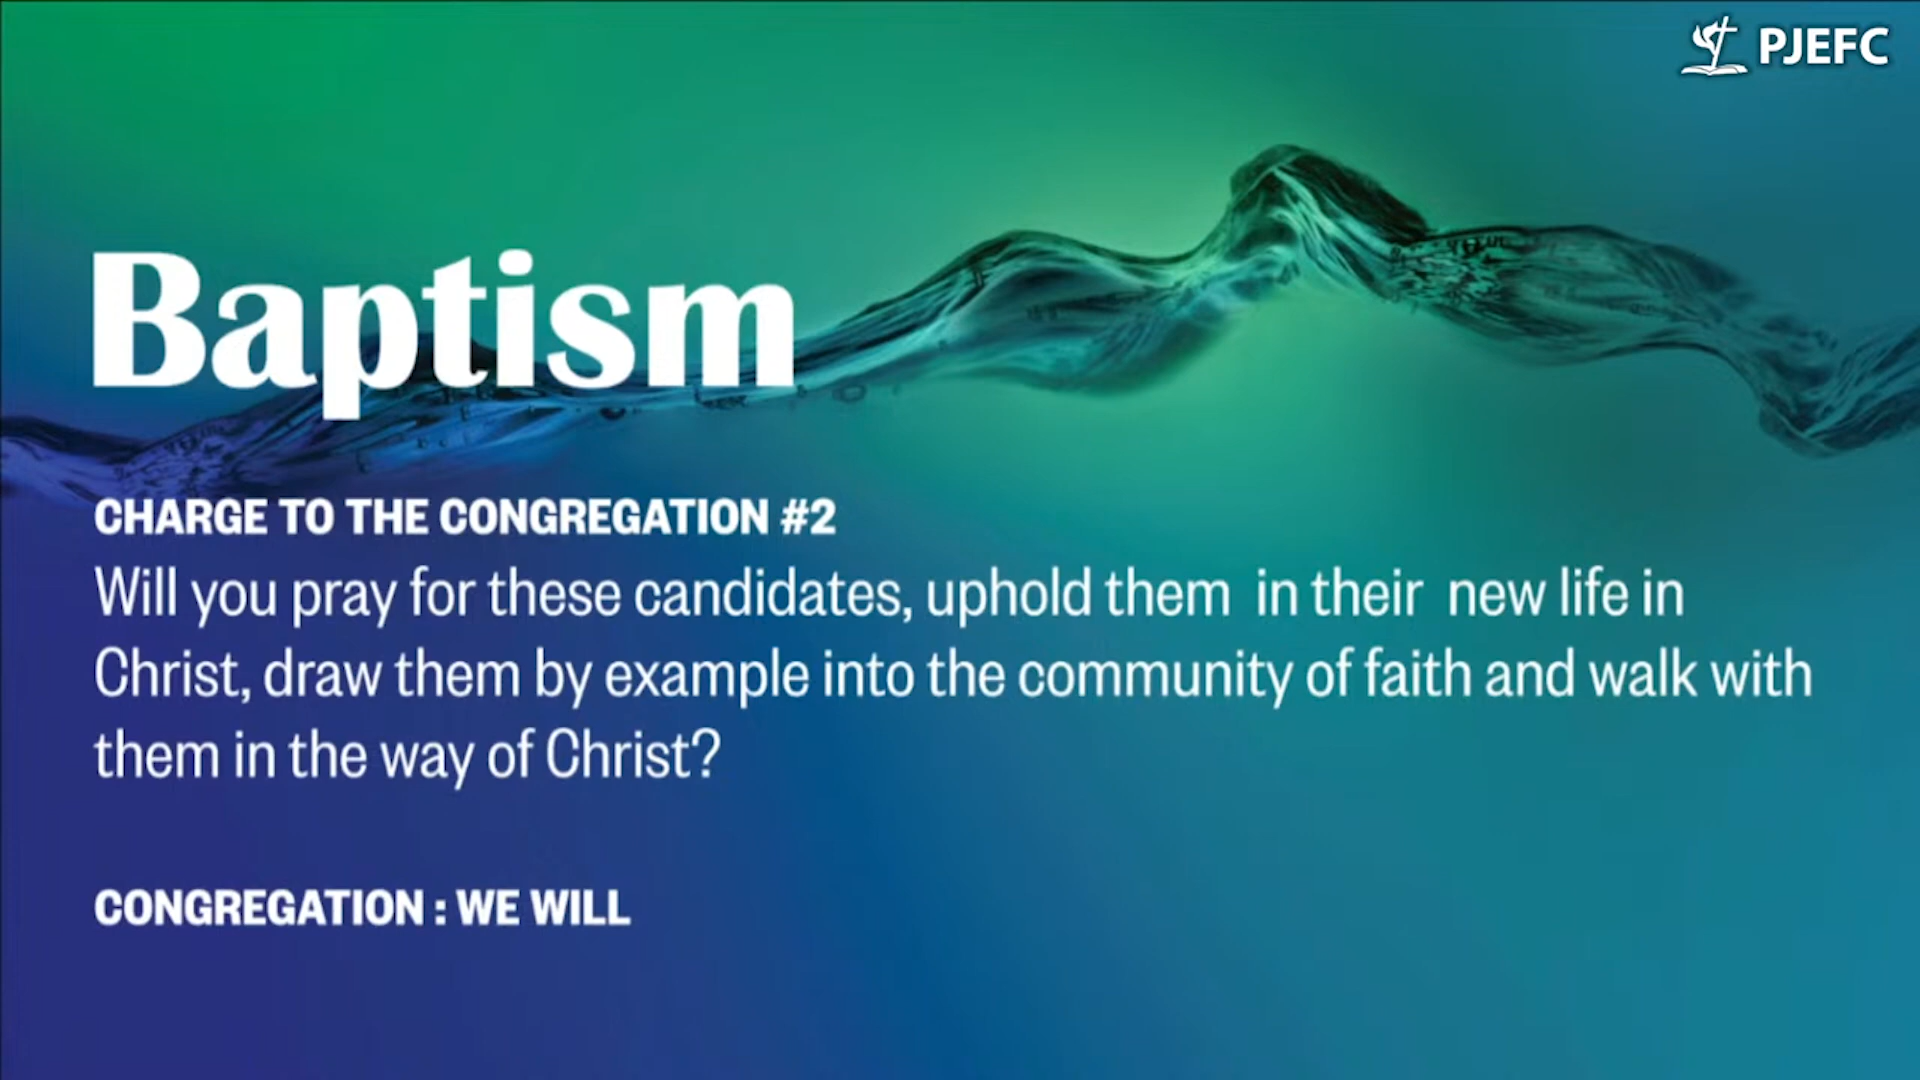 PJEFC
Baptism
CHARGE TO THE CONGREGATION #2
Will you pray for these candidates, uphold them  in their  new life in
Christ, draw them by example into the community of faith and walk with
them in the way of Christ?
CONGREGATION : WE WILL